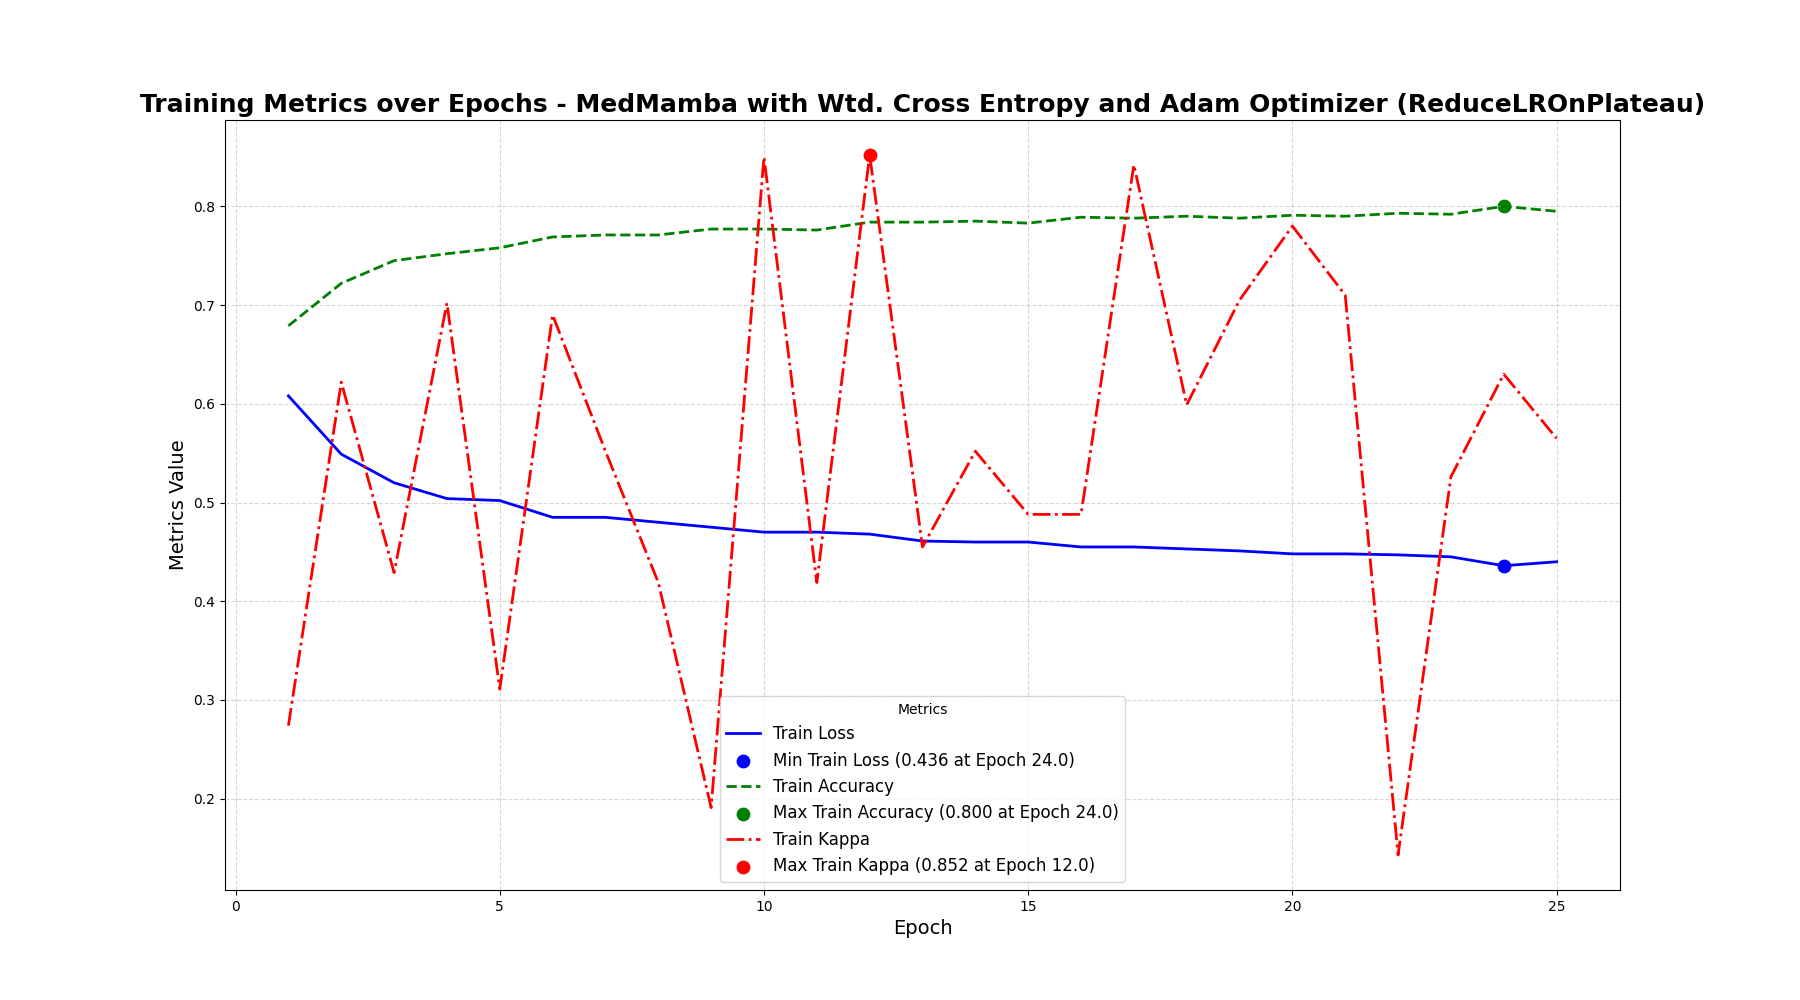 Training Metrics over Epochs - MedMamba with Wtd. Cross Entropy and Adam Optimizer (ReduceLROnPlateau)
Metrics Value
0.8
0.7
0.6
0.5
0.4
0.3
0.2
Metrics
Train Loss
Min Train Loss (0.436 at Epoch 24.0)
Train Accuracy
Max Train Accuracy (0.800 at Epoch 24.0)
Train Kappa
Max Train Kappa (0.852 at Epoch 12.0)
0 5 10 15 20 25
Epoch